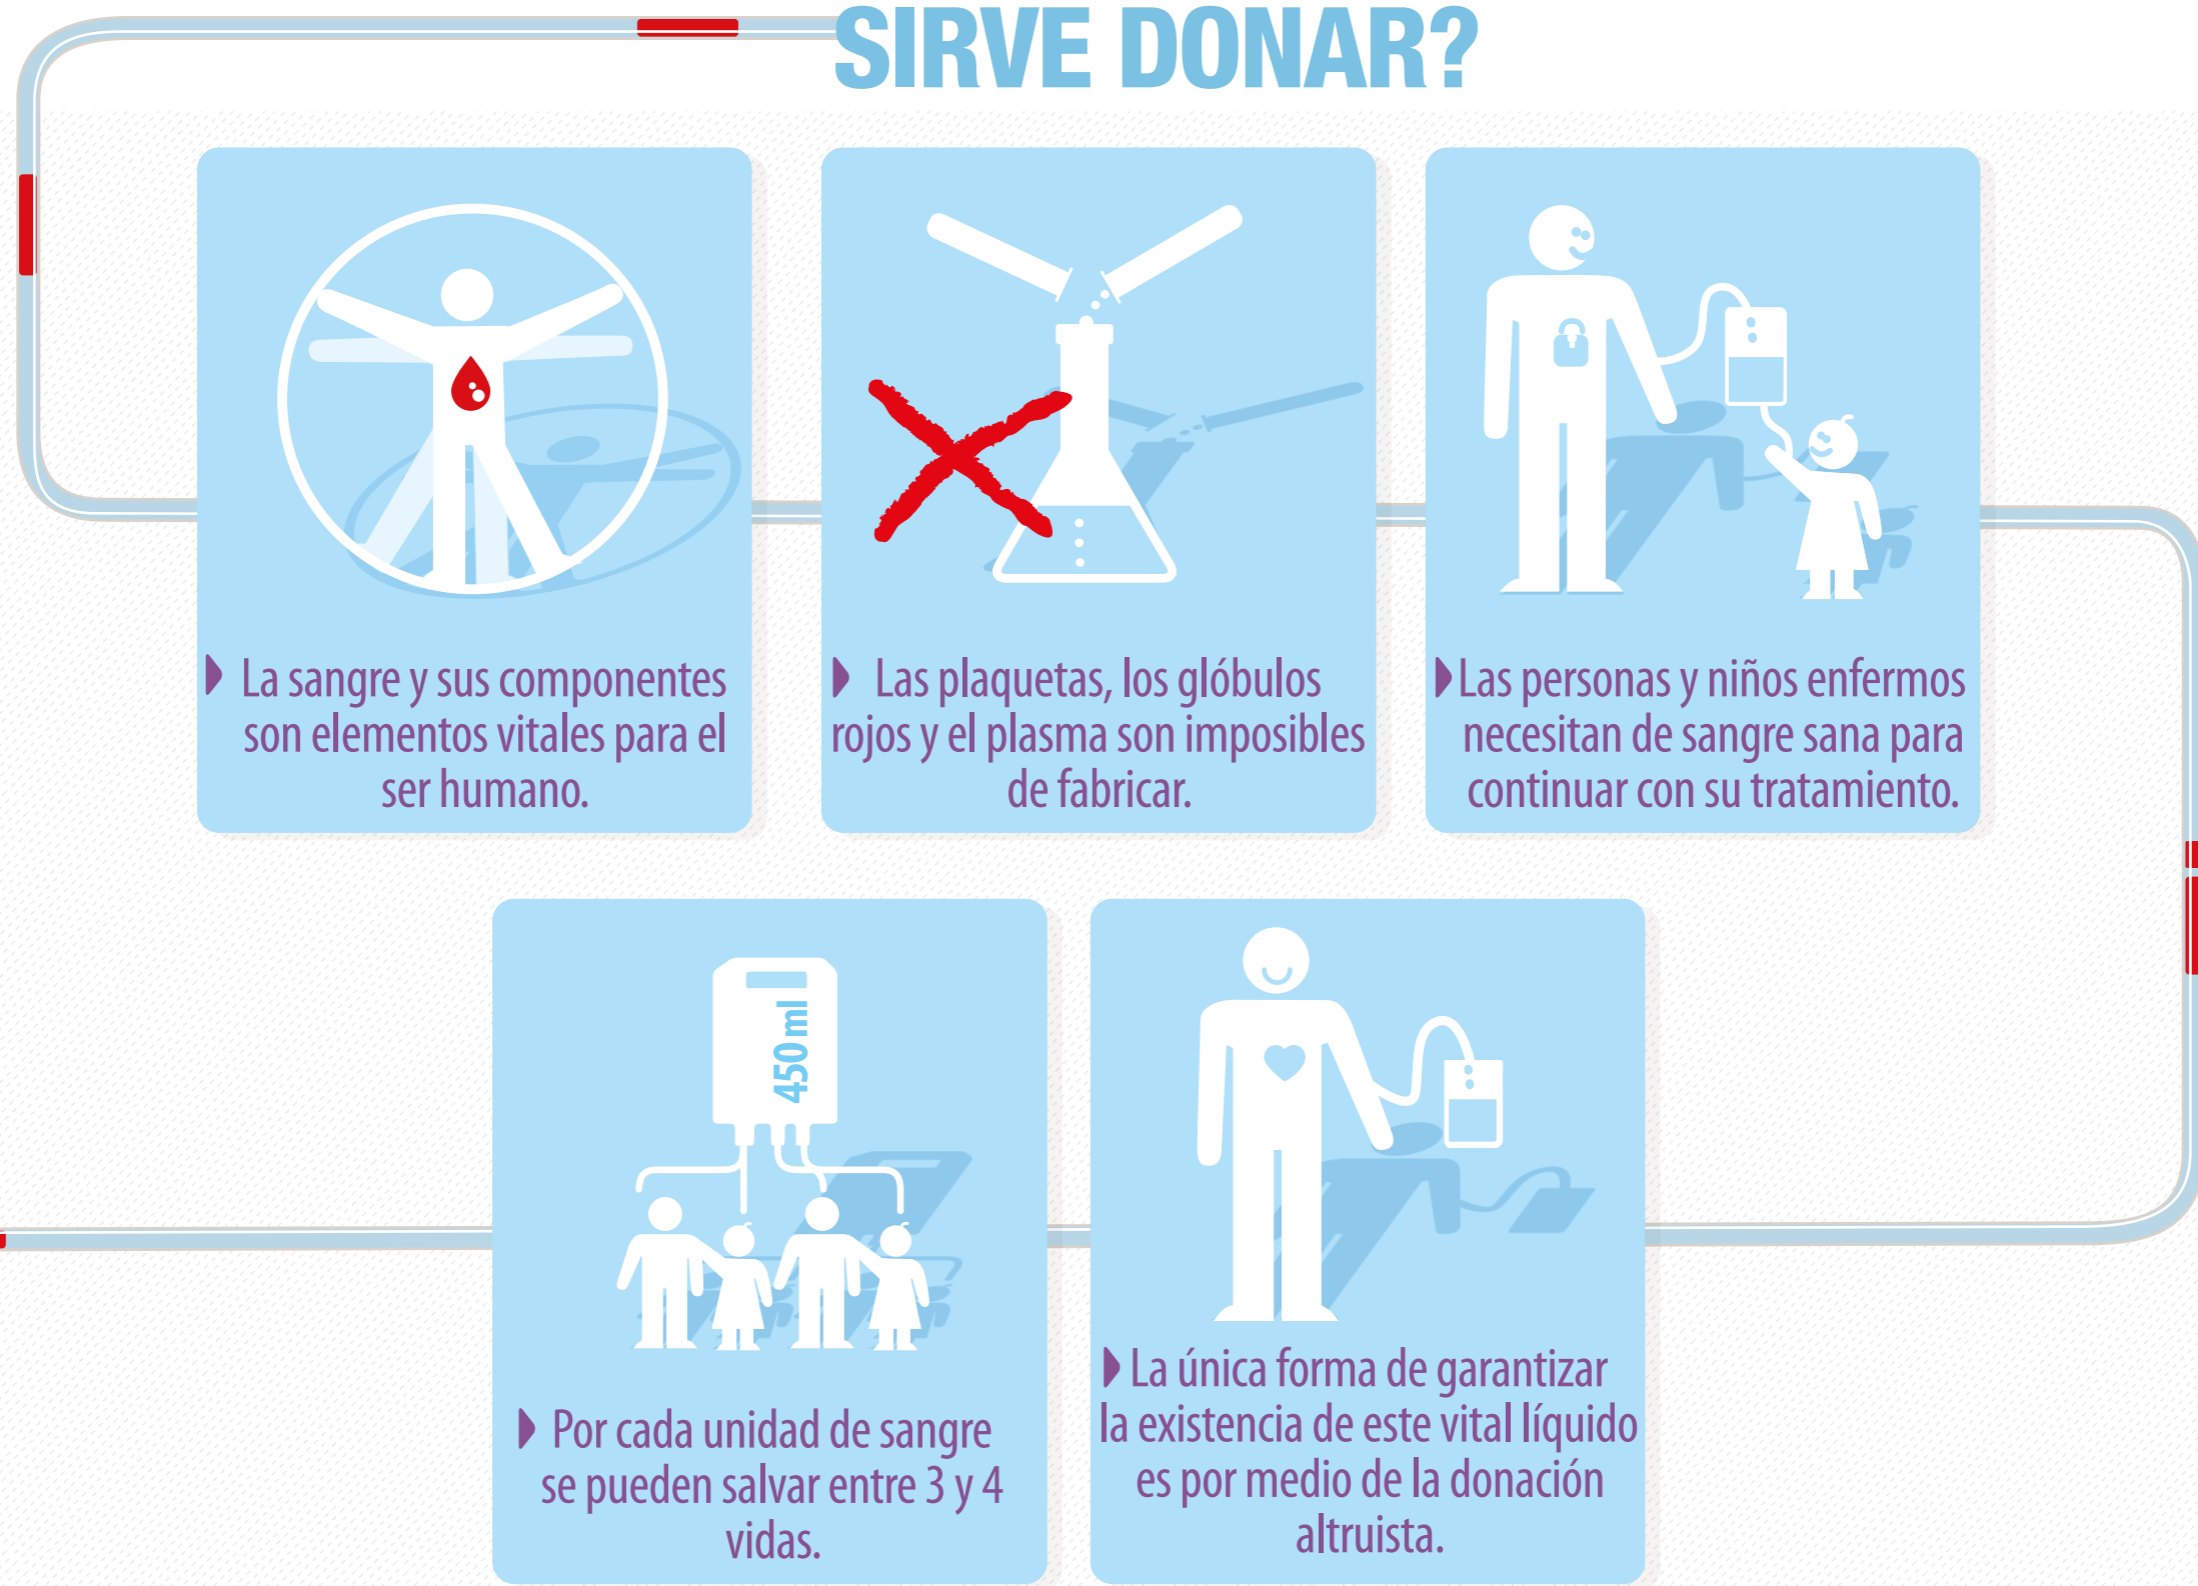 SIRVE DONAR?
La sangre y sus componentes
son elementos vitales para el
ser humano.
Las plaquetas, los glóbulos
rojos y el plasma son imposibles
de fabricar.
Las personas y niños enfermos
necesitan de sangre sana para
continuar con su tratamiento.
450 ml
Por cada unidad de sangre
se pueden salvar entre 3 y 4
vidas.
La única forma de garantizar
la existencia de este vital líquido
es por medio de la donación
altruista.